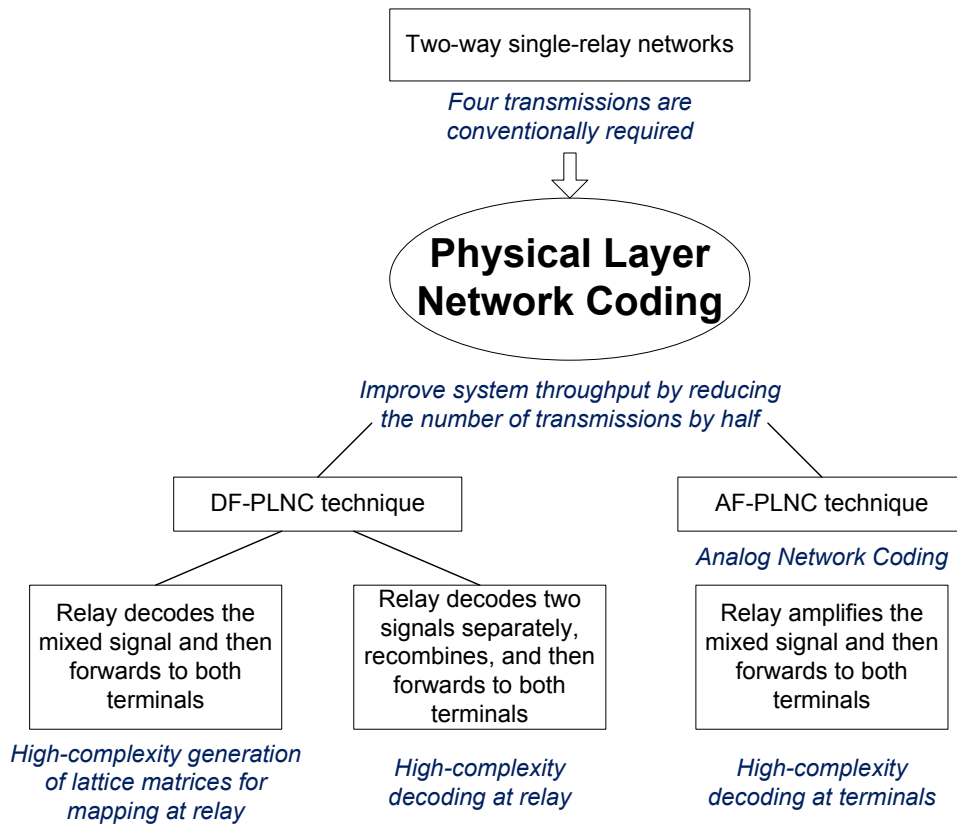 Two-way single-relay networks
Four transmissions are
conventionally required
Physical Layer
Network Coding
Improve system throughput by reducing
the number of transmissions by half
DF-PLNC technique
AF-PLNC technique
Analog Network Coding
Relay decodes the
mixed signal and then
forwards to both
terminals
High-complexity generation
of lattice matrices for
mapping at relay
Relay decodes two
signals separately,
recombines, and then
forwards to both
terminals
High-complexity
decoding at relay
Relay amplifies the
mixed signal and then
forwards to both
terminals
High-complexity
decoding at terminals